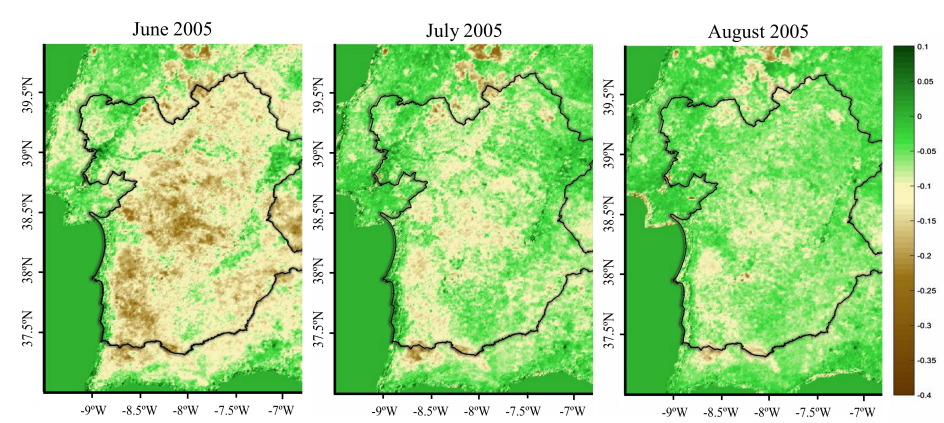 June 2005
July 2005
August 2005
39.5ºN
39ºN
38.5ºN
38ºN
37.5ºN
39.5ºN
39ºN
38.5ºN
38ºN
37.5ºN
39.5ºN
39ºN
38.5ºN
38ºN
37.5ºN
0.1
0.05
0
-0.05
-0.1
-0.15
-0.2
-0.25
-0.3
-0.35
-0.4
-9ºW -8.5ºW -8ºW -7.5ºW -7ºW
-9ºW -8.5ºW -8ºW -7.5ºW -7ºW
-9ºW -8.5ºW -8ºW -7.5ºW -7ºW